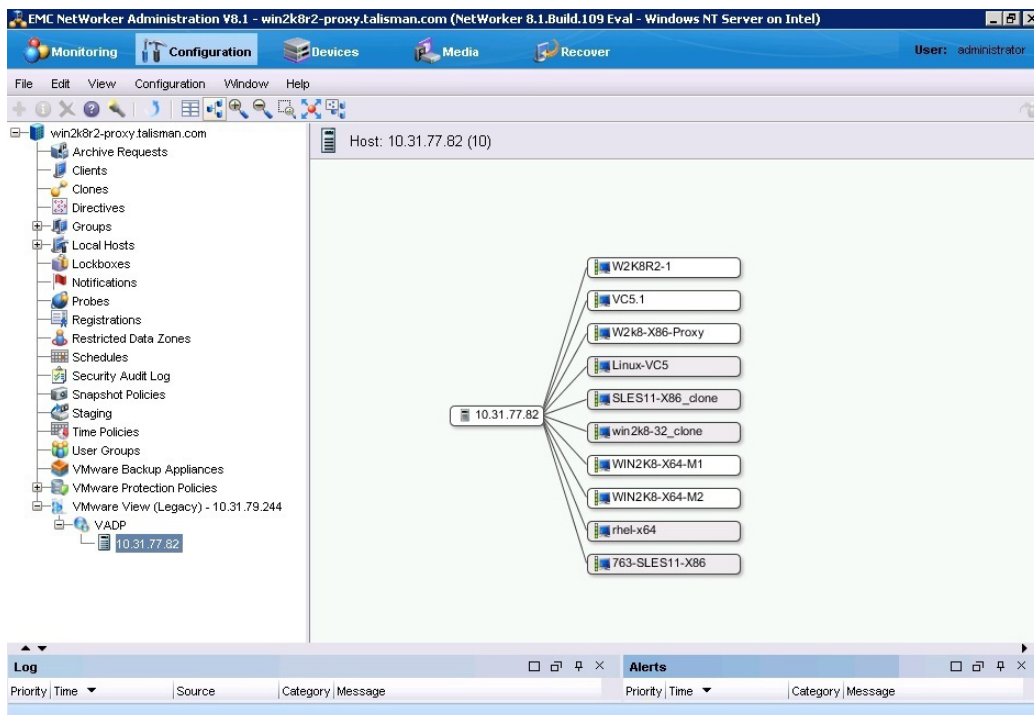 EMC NetWorker Administration V8.1 - win2k8r2-proxy.talisman.com (NetWorker 8.1.Build.109 Eval - Windows NT Server on Intel)
Monitoring Configuration Devices Media Recover User: administrator
File Edit View Configuration Window Help
win2k8r2-proxy.talisman.com
Archive Requests
Clients
Clones
Directives
Groups
Local Hosts
Lockboxes
Notifications
Probes
Registrations
Restricted Data Zones
Schedules
Security Audit Log
Snapshot Policies
Staging
Time Policies
User Groups
VMware Backup Appliances
VMware Protection Policies
VMware View (Legacy) - 10.31.79.244
VADP
10.31.77.82
Host: 10.31.77.82 (10)
10.31.77.82
W2K8R2-1
VC5.1
W2k8-X86-Proxy
Linux-VC5
SLES11-X86_clone
win2k8-32_clone
WIN2K8-X64-M1
WIN2K8-X64-M2
rhel-x64
763-SLES11-X86
Log
Priority Time Source Category Message
Alerts
Priority Time Category Message